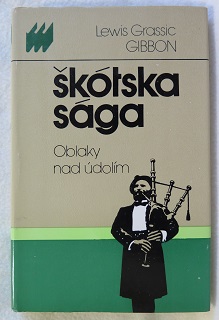 Lewis Grassic
GIBBON
škótska
sága
Oblaky
nad údolím